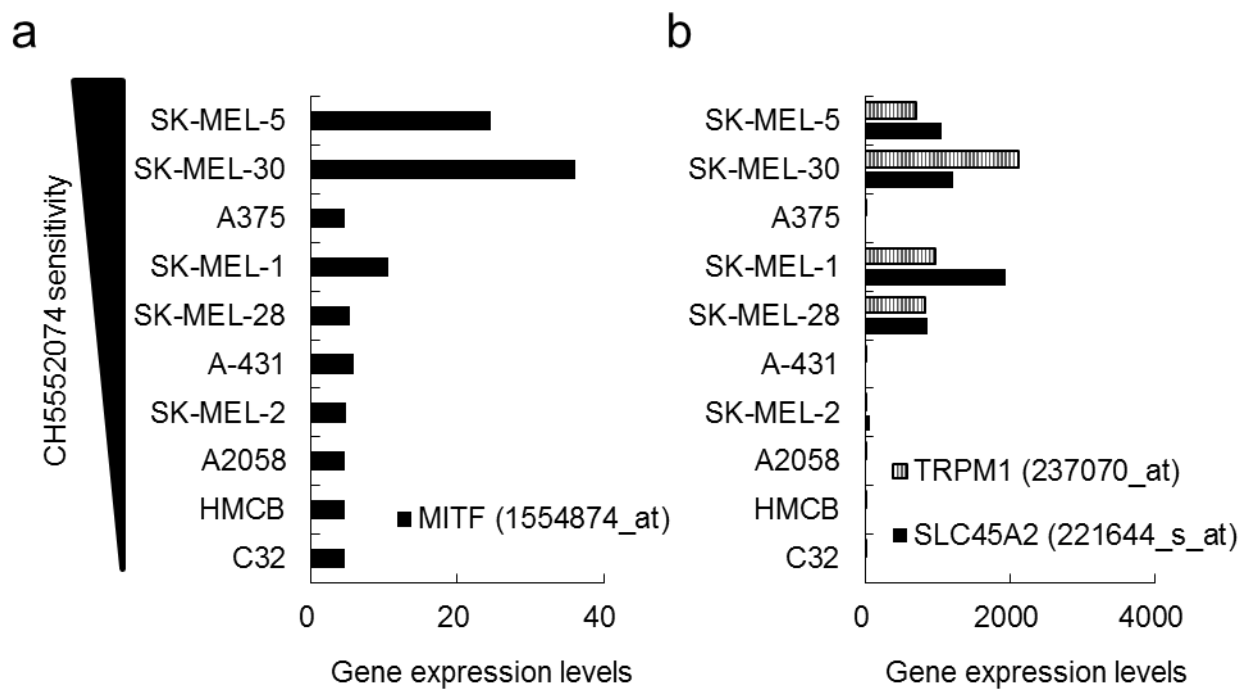 a
CH5552074 sensitivity
SK-MEL-5
SK-MEL-30
A375
SK-MEL-1
SK-MEL-28
A-431
SK-MEL-2
A2058
HMCB
C32
MITF (1554874_at)
0 20 40
Gene expression levels
b
SK-MEL-5
SK-MEL-30
A375
SK-MEL-1
SK-MEL-28
A-431
SK-MEL-2
A2058
HMCB
C32
TRPM1 (237070_at)
SLC45A2 (221644_s_at)
0 2000 4000
Gene expression levels